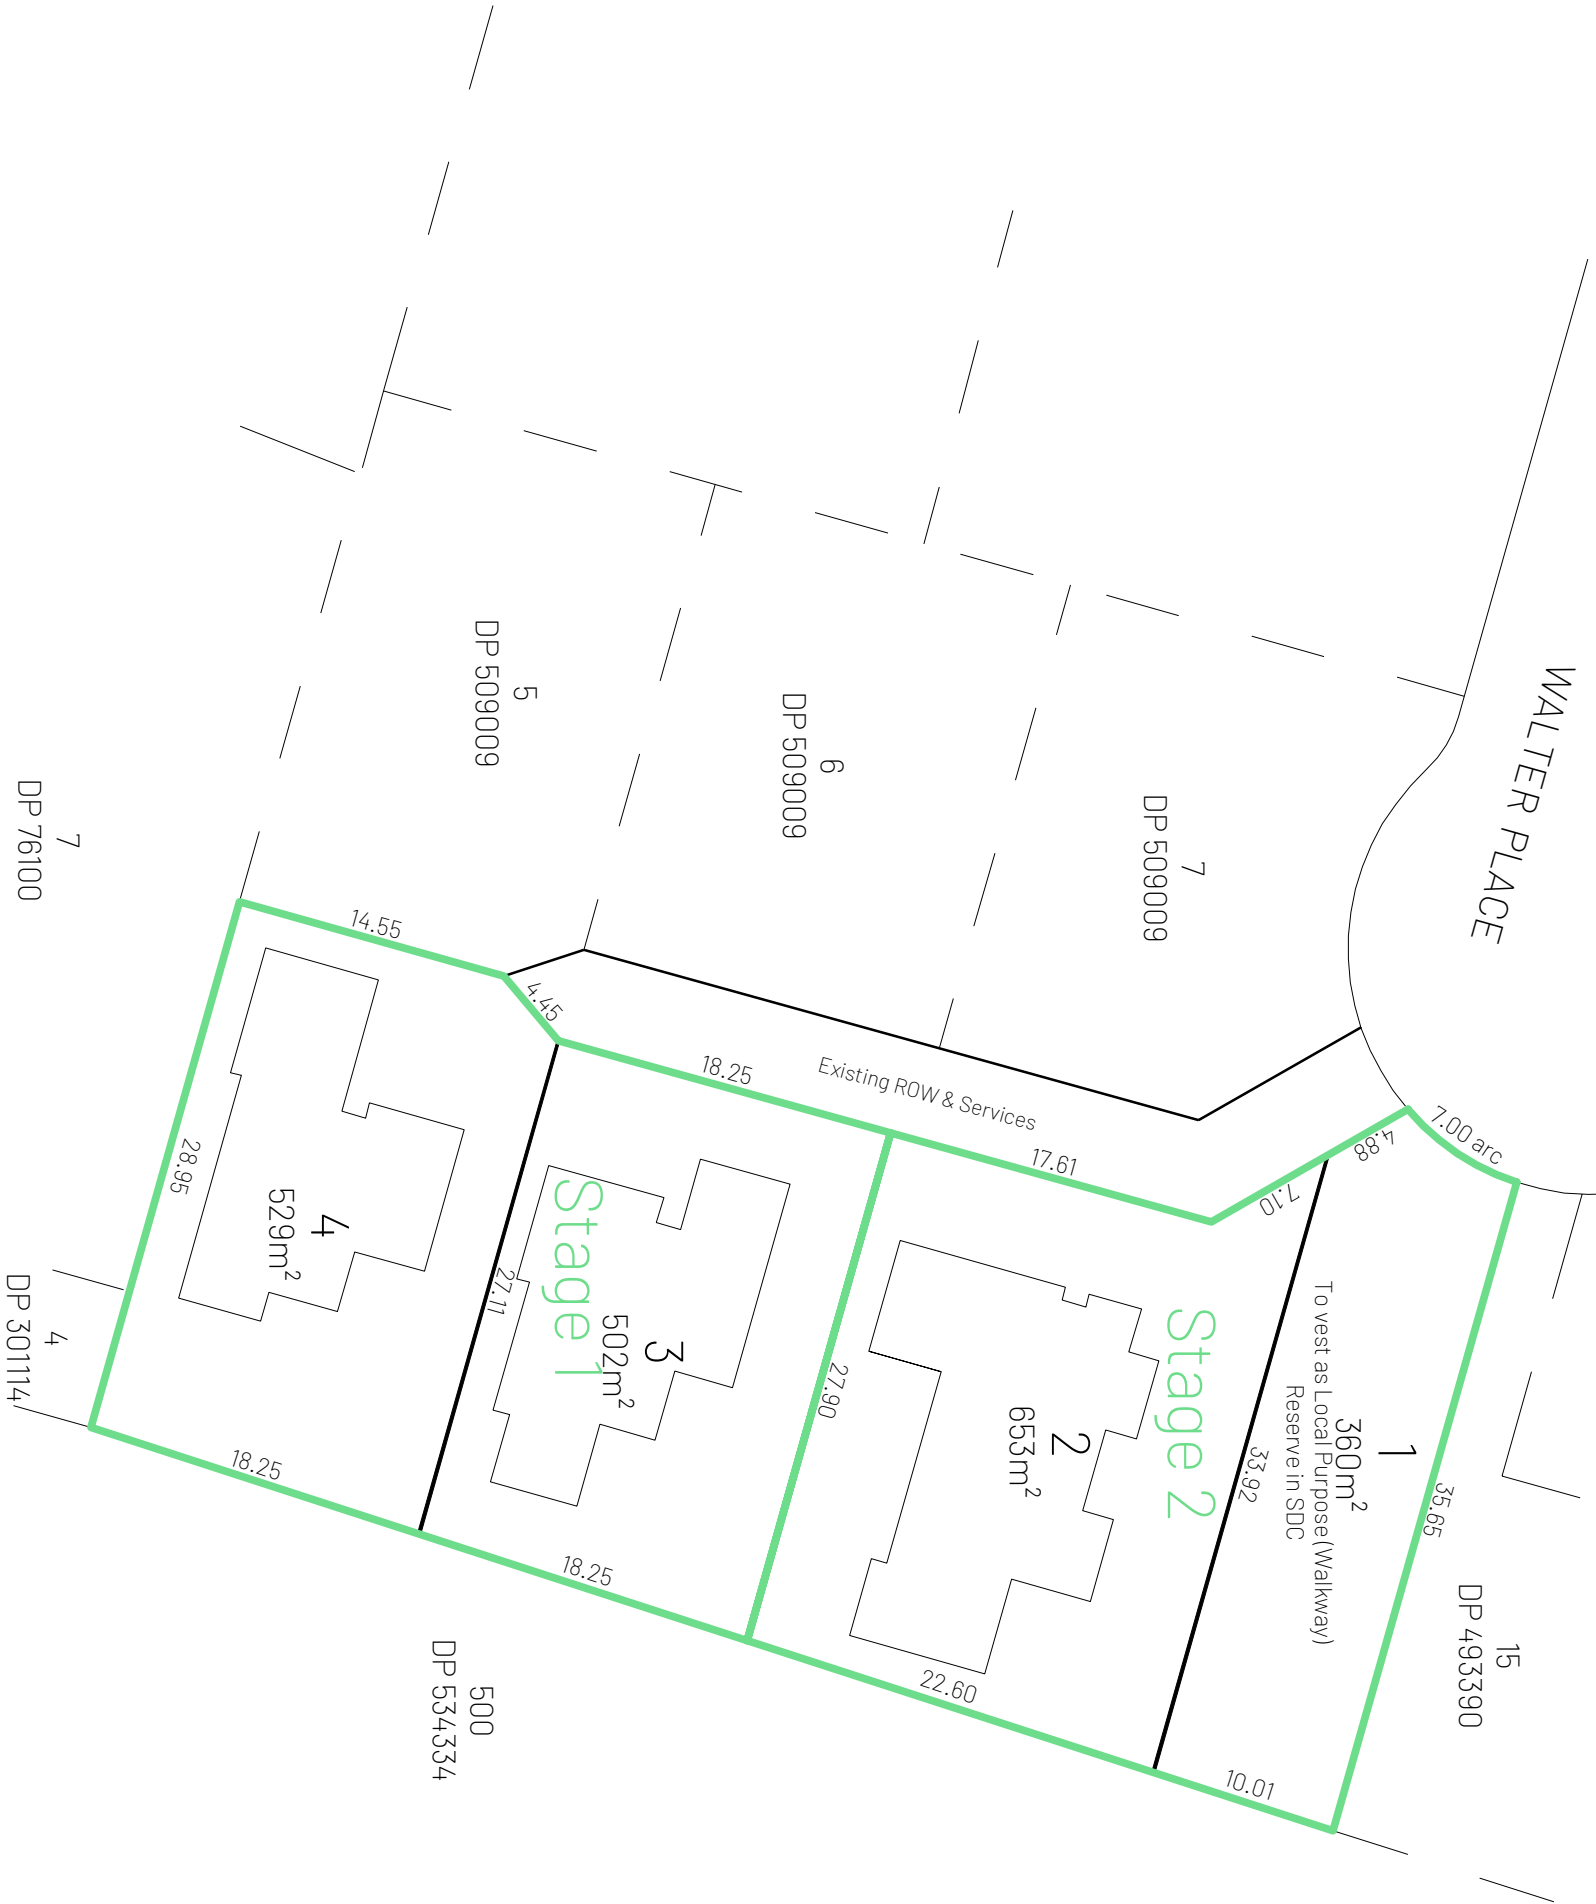 WALTER PLACE
5
DP 509009
6
DP 509009
7
DP 509009
7
DP 76100
14.55
4.45
18.25
Existing ROW & Services
17.61
7.10
4.88
7.00 arc
28.95
4
529m²
27.11
Stage 1
3
502m²
27.90
2
653m²
Stage 2
33.92
1
360m²
To vest as Local Purpose (Walkway)
Reserve in SDC
35.65
15
DP 493390
4
DP 301114
18.25
18.25
22.60
10.01
500
DP 534334